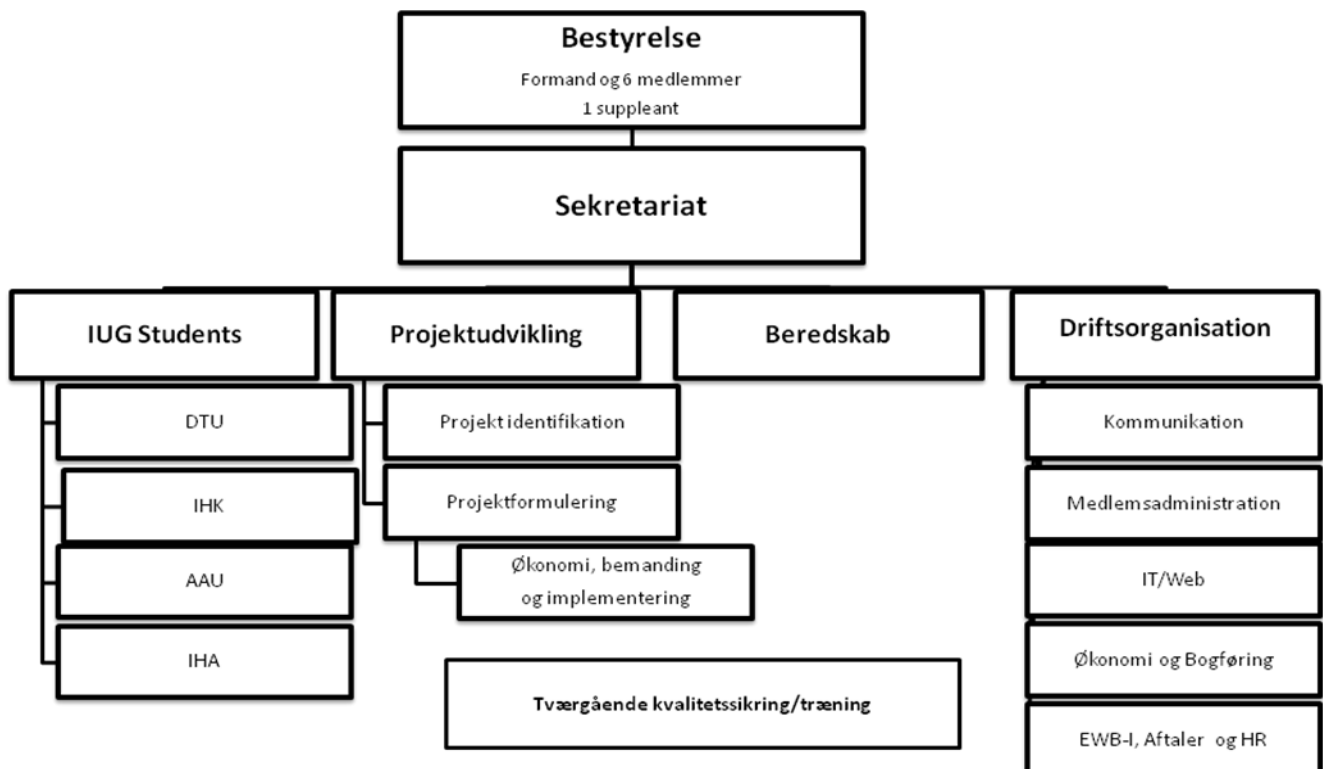 Bestyrelse
Formand og 6 medlemmer
1 suppleant
Sekretariat
IUG Students
Projektudvikling
Beredskab
Driftsorganisation
DTU
IHK
AAU
IHA
Projekt identifikation
Projektformulering
Økonomi, bemanding
og implementering
Kommunikation
Medlemsadministration
IT/Web
Økonomi og Bogføring
EWB-I, Aftaler og HR
Tværgående kvalitetssikring/træning